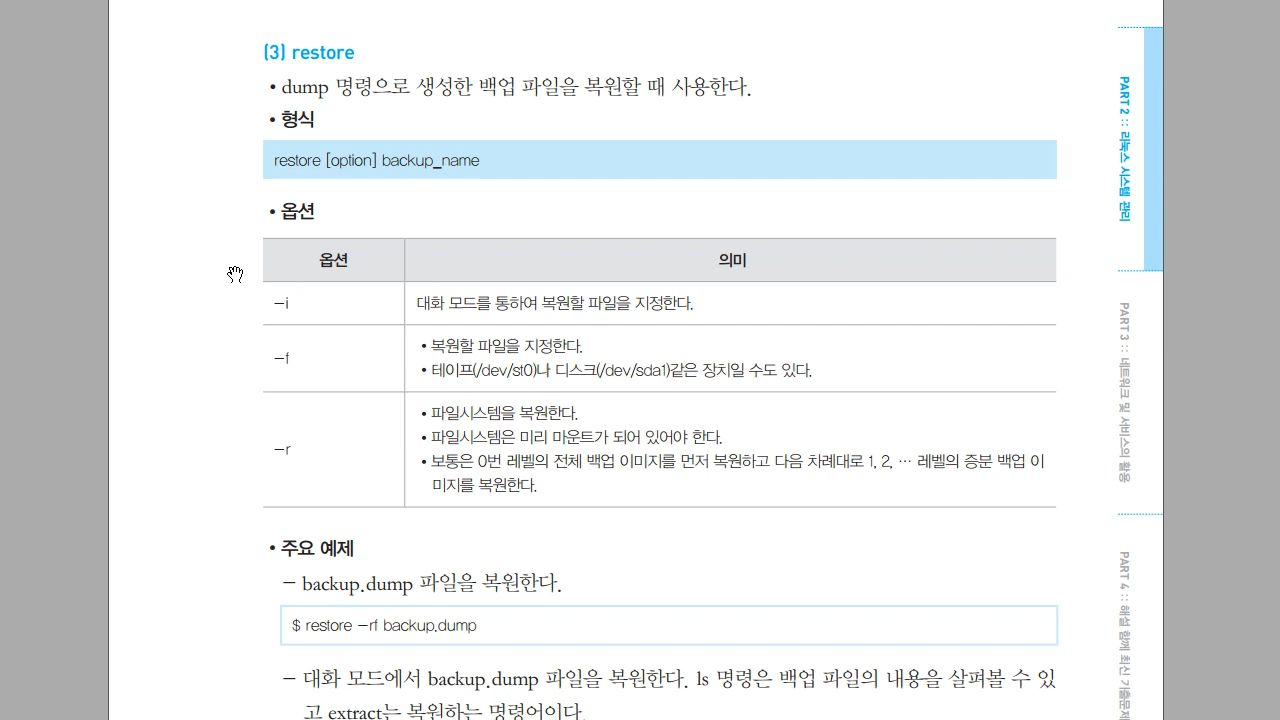 (3) restore
• dump 명령으로 생성한 백업 파일을 복원할 때 사용한다.
• 형식
restore [option] backup_name
• 옵션
옵션 의미
-i 대화 모드를 통하여 복원할 파일을 지정한다.
-f
• 복원할 파일을 지정한다.
• 테이프(/dev/st0)나 디스크(/dev/sda1)같은 장치일 수도 있다.
-r
• 파일시스템을 복원한다.
• 파일시스템은 미리 마운트가 되어 있어야 한다.
• 보통은 0번 레벨의 전체 백업 이미지를 먼저 복원하고 다음 차례대로 1, 2, … 레벨의 증분 백업 이
미지를 복원한다.
• 주요 예제
– backup.dump 파일을 복원한다.
$ restore -rf backup.dump
– 대화 모드에서 backup.dump 파일을 복원한다. ls 명령은 백업 파일의 내용을 살펴볼 수 있
고 extract는 복원하는 명령어이다.
PART 2 :: 리눅스 시스템 관리
PART 3 :: 네트워크 및 서비스의 활용
PART 4 :: 해설 함께 최신 기출문제